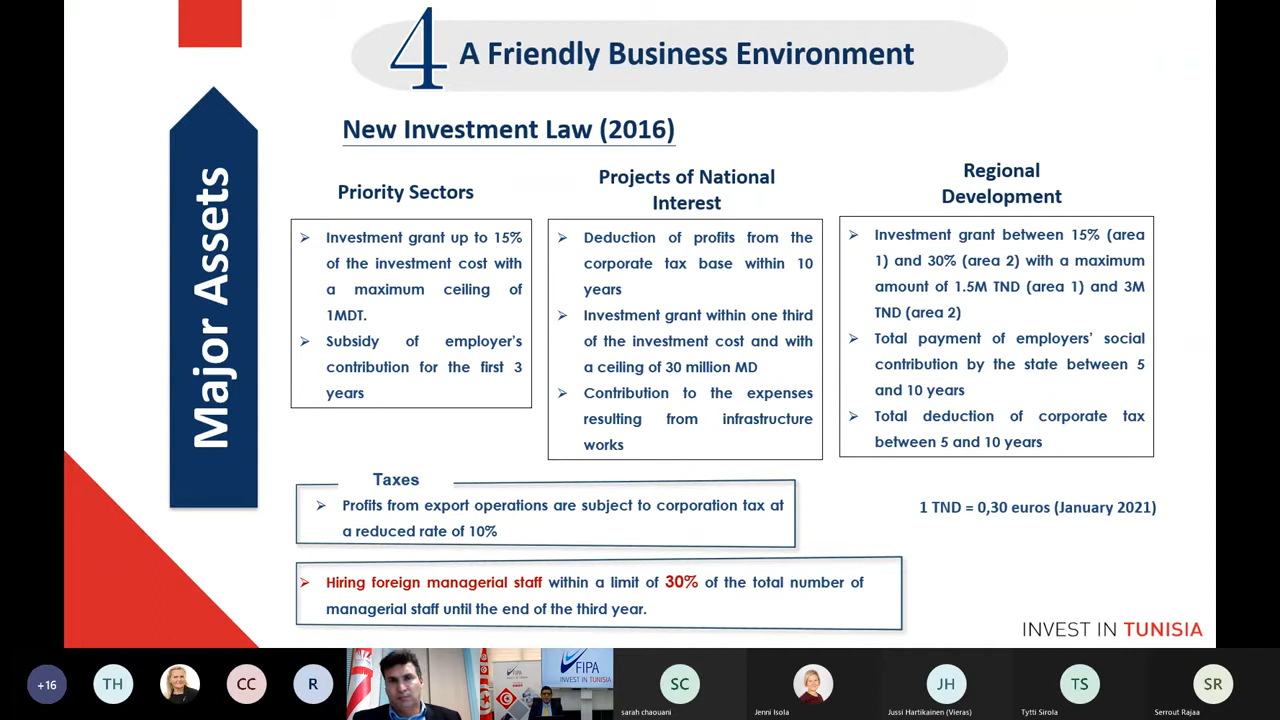 4 A Friendly Business Environment
Major Assets
New Investment Law (2016)
Priority Sectors
➢ Investment grant up to 15%
of the investment cost with
a maximum ceiling of
1MDT.
➢ Subsidy of employer's
contribution for the first 3
years
Projects of National
Interest
➢ Deduction of profits from the
corporate tax base within 10
years
➢ Investment grant within one third
of the investment cost and with
a ceiling of 30 million MD
➢ Contribution to the expenses
resulting from infrastructure
works
Regional
Development
➢ Investment grant between 15% (area
1) and 30% (area 2) with a maximum
amount of 1.5M TND (area 1) and 3M
TND (area 2)
➢ Total payment of employers' social
contribution by the state between 5
and 10 years
➢ Total deduction of corporate tax
between 5 and 10 years
Taxes
➢ Profits from export operations are subject to corporation tax at
a reduced rate of 10%
1 TND = 0,30 euros (January 2021)
➢ Hiring foreign managerial staff within a limit of 30% of the total number of
managerial staff until the end of the third year.
INVEST IN TUNISIA
+16
TH
CC
R
FIPA
INVEST IN TUNISIA
SC
sarah chaouani
Jenni Isola
JH
Jussi Hartikainen (Vieras)
TS
Tytti Sirola
SR
Serrout Rajaa